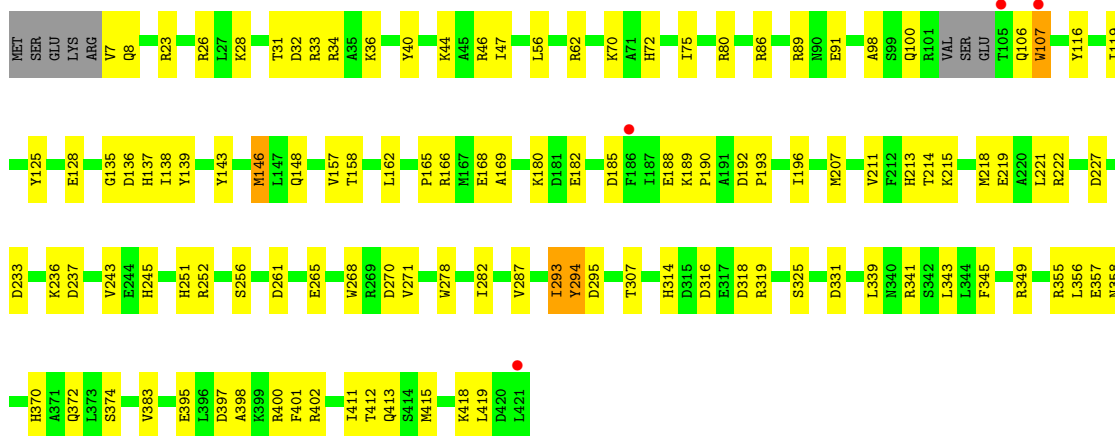 MET SER GLU LYS ARG V7 Q8 R23 R26 L27 K28 T31 D32 R33 R34 A35 K36 Y40 K44 A45 R46 I47 L56 R62 K70 A71 H72 I75 R80 R86 R89 N90 E91 A98 S99 Q100 R101 VAL SER GLU T105 Q106 W107 Y116
Y125 E128 G135 D136 H137 I138 Y139 Y143 M146 L147 Q148 V157 T158 L162 P165 R166 M167 E168 A169 K180 D181 E182 D185 F186 I187 E188 K189 P190 A191 D192 P193 I196 M207 V211 F212 H213 T214 K215 M218 E219 A220 L221 R222 D227
D233 K236 D237 V243 E244 H245 H251 R252 S256 D261 E265 W268 R269 D270 V271 W278 I282 V287 I293 Y294 D295 T307 H314 D315 D316 E317 D318 R319 S325 D331 L339 N340 R341 S342 L343 L344 F345 R349 R355 L356 E357 N358
H370 A371 Q372 L373 S374 V383 E395 L396 D397 A398 K399 R400 F401 R402 I411 T412 Q413 S414 M415 K418 L419 D420 L421